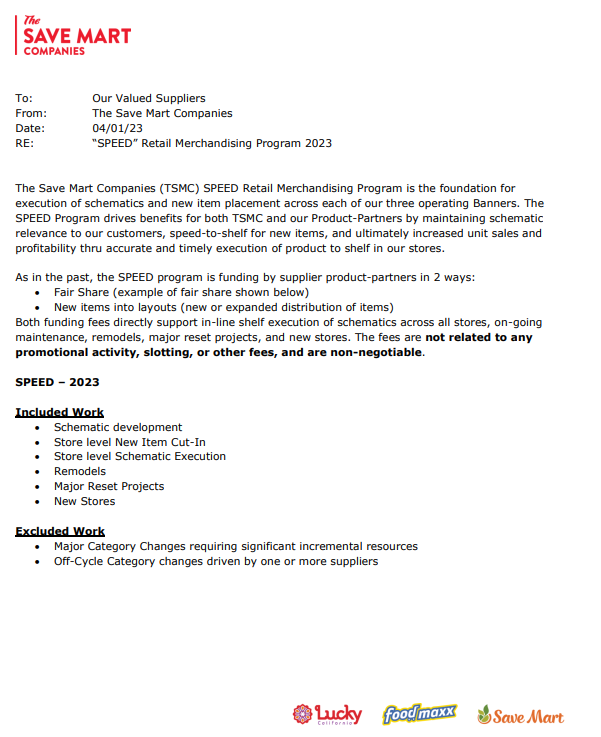 The
SAVE MART
COMPANIES
To: Our Valued Suppliers
From: The Save Mart Companies
Date: 04/01/23
RE: “SPEED” Retail Merchandising Program 2023
The Save Mart Companies (TSMC) SPEED Retail Merchandising Program is the foundation for
execution of schematics and new item placement across each of our three operating Banners. The
SPEED Program drives benefits for both TSMC and our Product-Partners by maintaining schematic
relevance to our customers, speed-to-shelf for new items, and ultimately increased unit sales and
profitability thru accurate and timely execution of product to shelf in our stores.
As in the past, the SPEED program is funding by supplier product-partners in 2 ways:
• Fair Share (example of fair share shown below)
• New items into layouts (new or expanded distribution of items)
Both funding fees directly support in-line shelf execution of schematics across all stores, on-going
maintenance, remodels, major reset projects, and new stores. The fees are not related to any
promotional activity, slotting, or other fees, and are non-negotiable.
SPEED – 2023
Included Work
• Schematic development
• Store level New Item Cut-In
• Store level Schematic Execution
• Remodels
• Major Reset Projects
• New Stores
Excluded Work
• Major Category Changes requiring significant incremental resources
• Off-Cycle Category changes driven by one or more suppliers
Lucky
California
foodmaxx
Save Mart